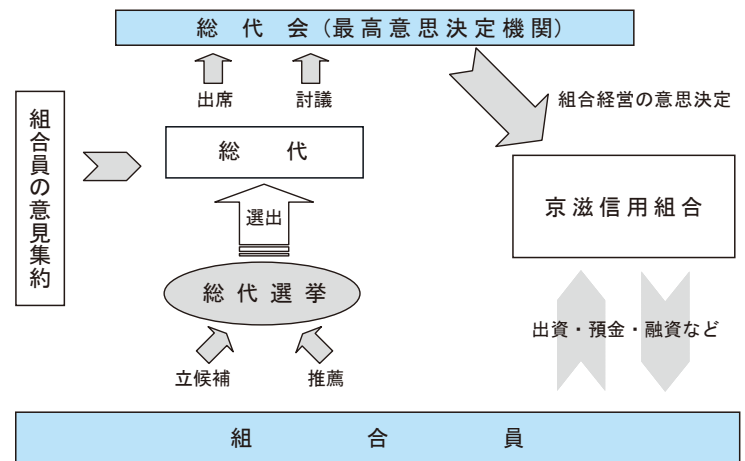 総代会（最高意思決定機関）
出席
討議
組合経営の意思決定
組合員の意見集約
総代
京滋信用組合
選出
総代選挙
出資・預金・融資など
立候補
推薦
組合員